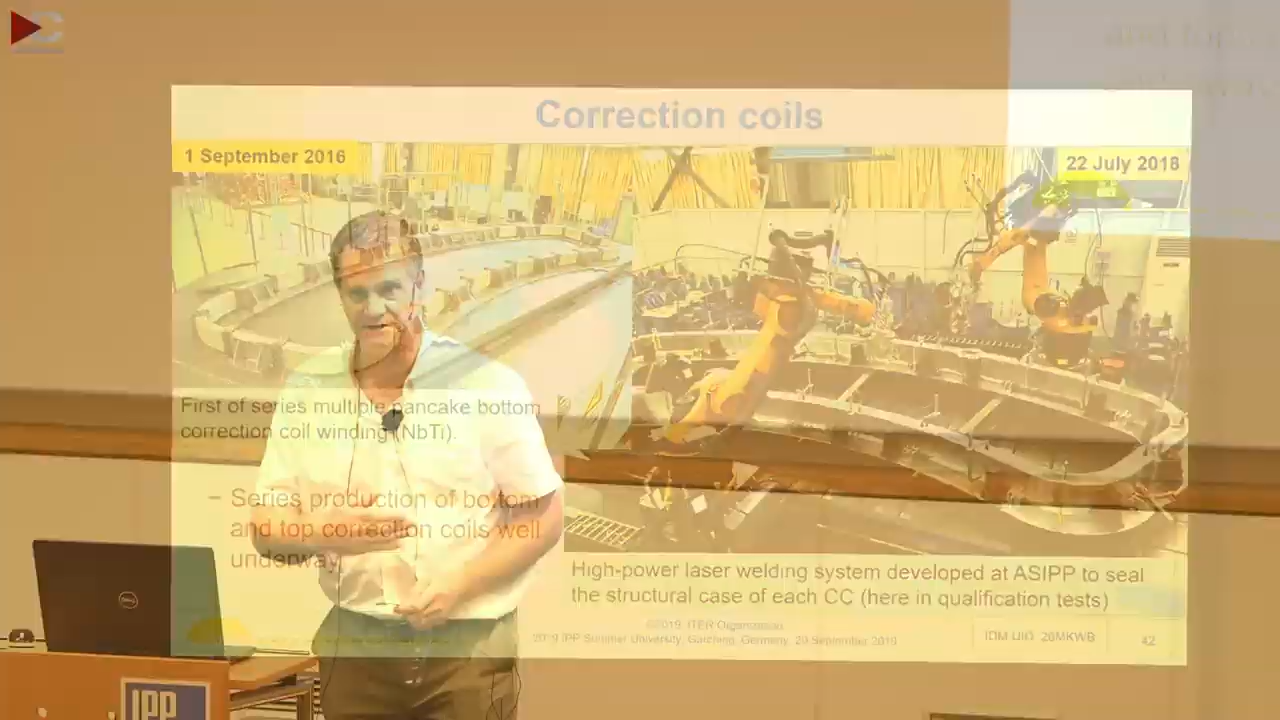 Correction coils
1 September 2016
22 July 2018
First of series multiple pancake bottom
correction coil winding (NbTi).
– Series production of bottom
and top correction coils well
underway
High-power laser welding system developed at ASIPP to seal
the structural case of each CC (here in qualification tests)
©2019, ITER Organization
2019 IPP Summer University, Garching, Germany, 20 September 2019
IDM UID: 26MKWB
42
DELL
IPP